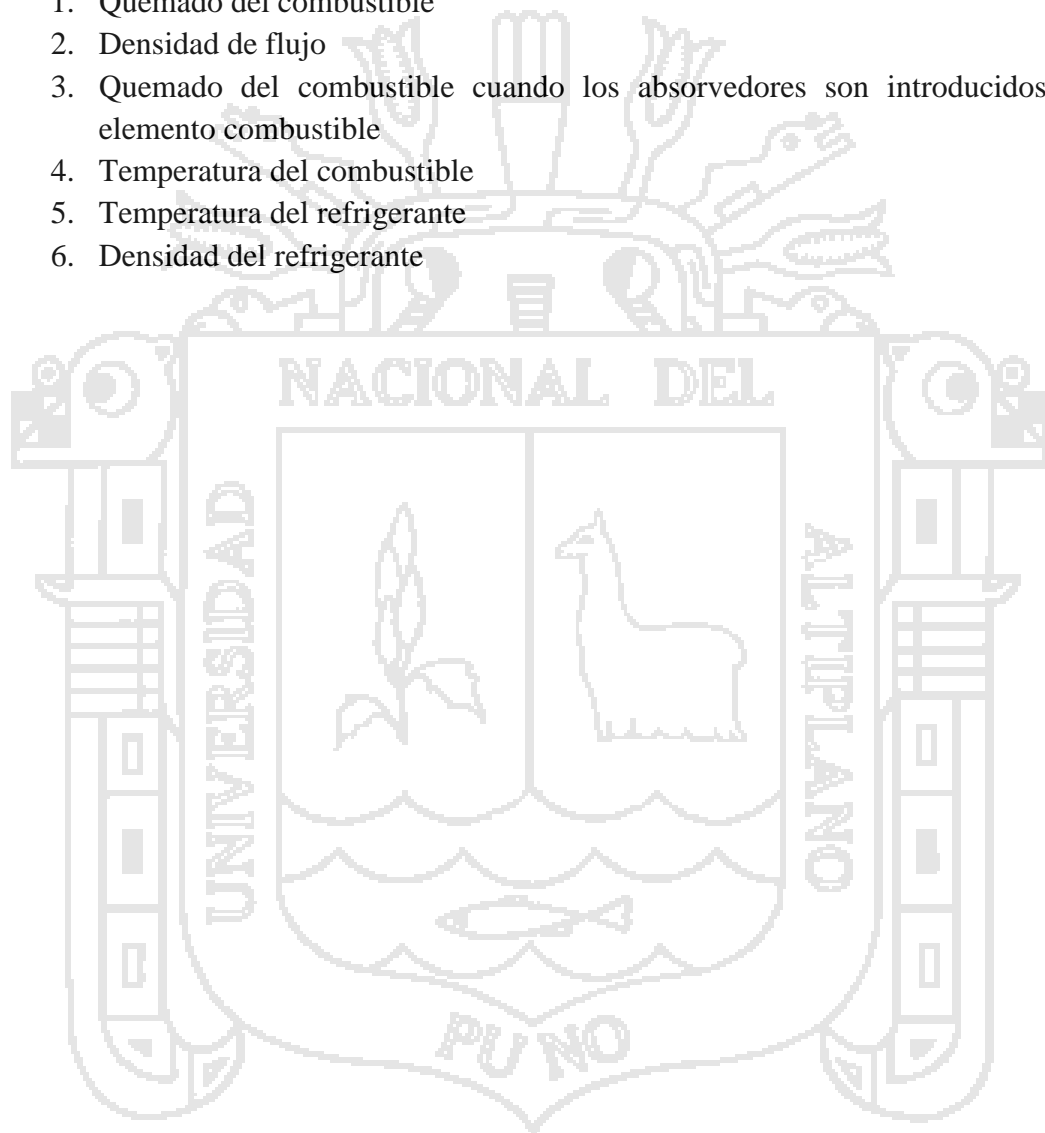 1. Quemado del combustible
2. Densidad de flujo
3. Quemado del combustible cuando los absorvedores son introducidos
elemento combustible
4. Temperatura del combustible
5. Temperatura del refrigerante
6. Densidad del refrigerante
NACIONAL DEL
UNIVERSIDAD
ALTIPLANO
PUNO